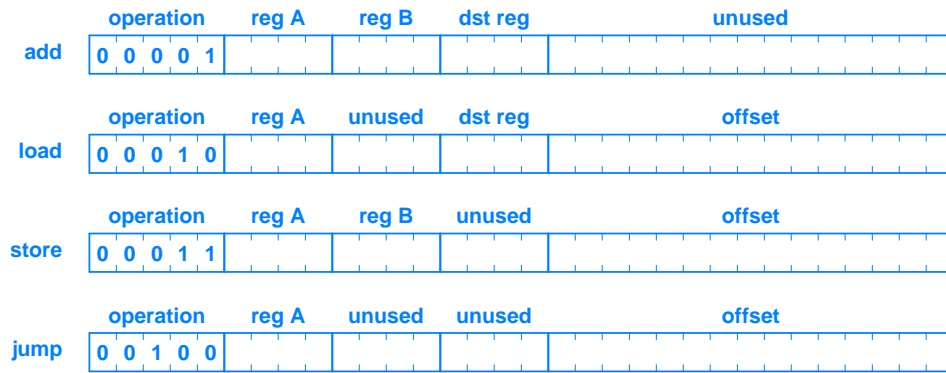 operation reg A reg B dst reg unused
add 0 0 0 0 1
operation reg A unused dst reg offset
load 0 0 0 1 0
operation reg A reg B unused offset
store 0 0 0 1 1
operation reg A unused unused offset
jump 0 0 1 0 0